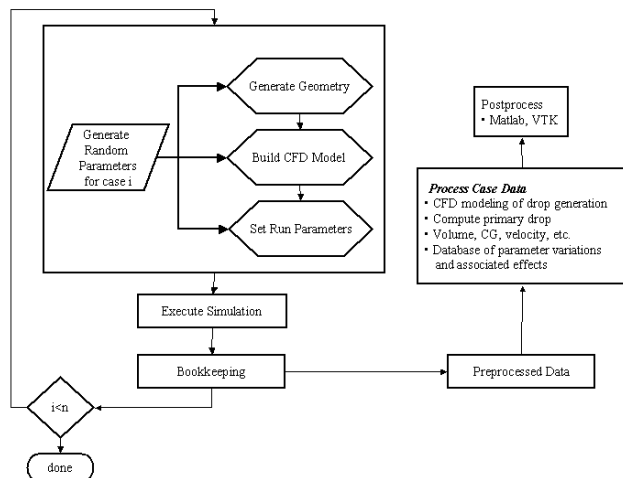 Generate Geometry
Generate
Random
Parameters
for case i
Build CFD Model
Set Run Parameters
Execute Simulation
Bookkeeping
i<n
done
Postprocess
• Matlab, VTK
Process Case Data
• CFD modeling of drop generation
• Compute primary drop
• Volume, CG, velocity, etc.
• Database of parameter variations
and associated effects
Preprocessed Data